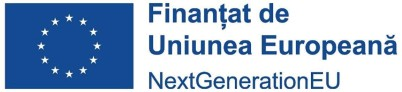 Finanțat de
Uniunea Europeană
NextGenerationEU